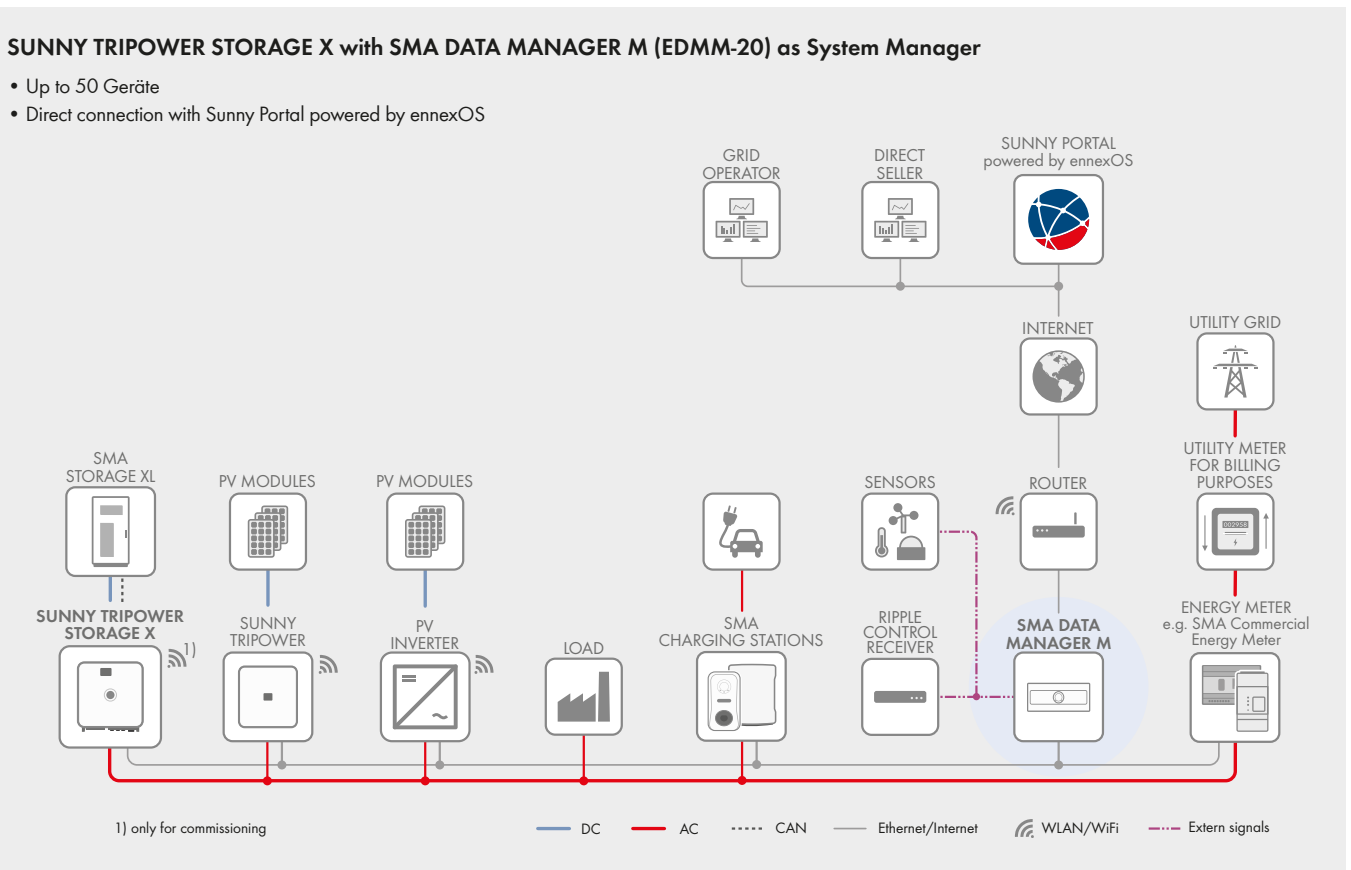 SUNNY TRIPOWER STORAGE X with SMA DATA MANAGER M (EDMM-20) as System Manager
• Up to 50 Geräte
• Direct connection with Sunny Portal powered by ennexOS
GRID
OPERATOR
DIRECT
SELLER
SUNNY PORTAL
powered by ennexOS
INTERNET
UTILITY GRID
SMA
STORAGE XL
PV MODULES
PV MODULES
SENSORS
ROUTER
UTILITY METER
FOR BILLING
PURPOSES
002958
SUNNY TRIPOWER
STORAGE X
1)
SUNNY
TRIPOWER
PV
INVERTER
LOAD
SMA
CHARGING STATIONS
RIPPLE
CONTROL
RECEIVER
SMA DATA
MANAGER M
ENERGY METER
e.g. SMA Commercial
Energy Meter
1) only for commissioning
DC
AC
CAN
Ethernet/Internet
WLAN/WiFi
Extern signals